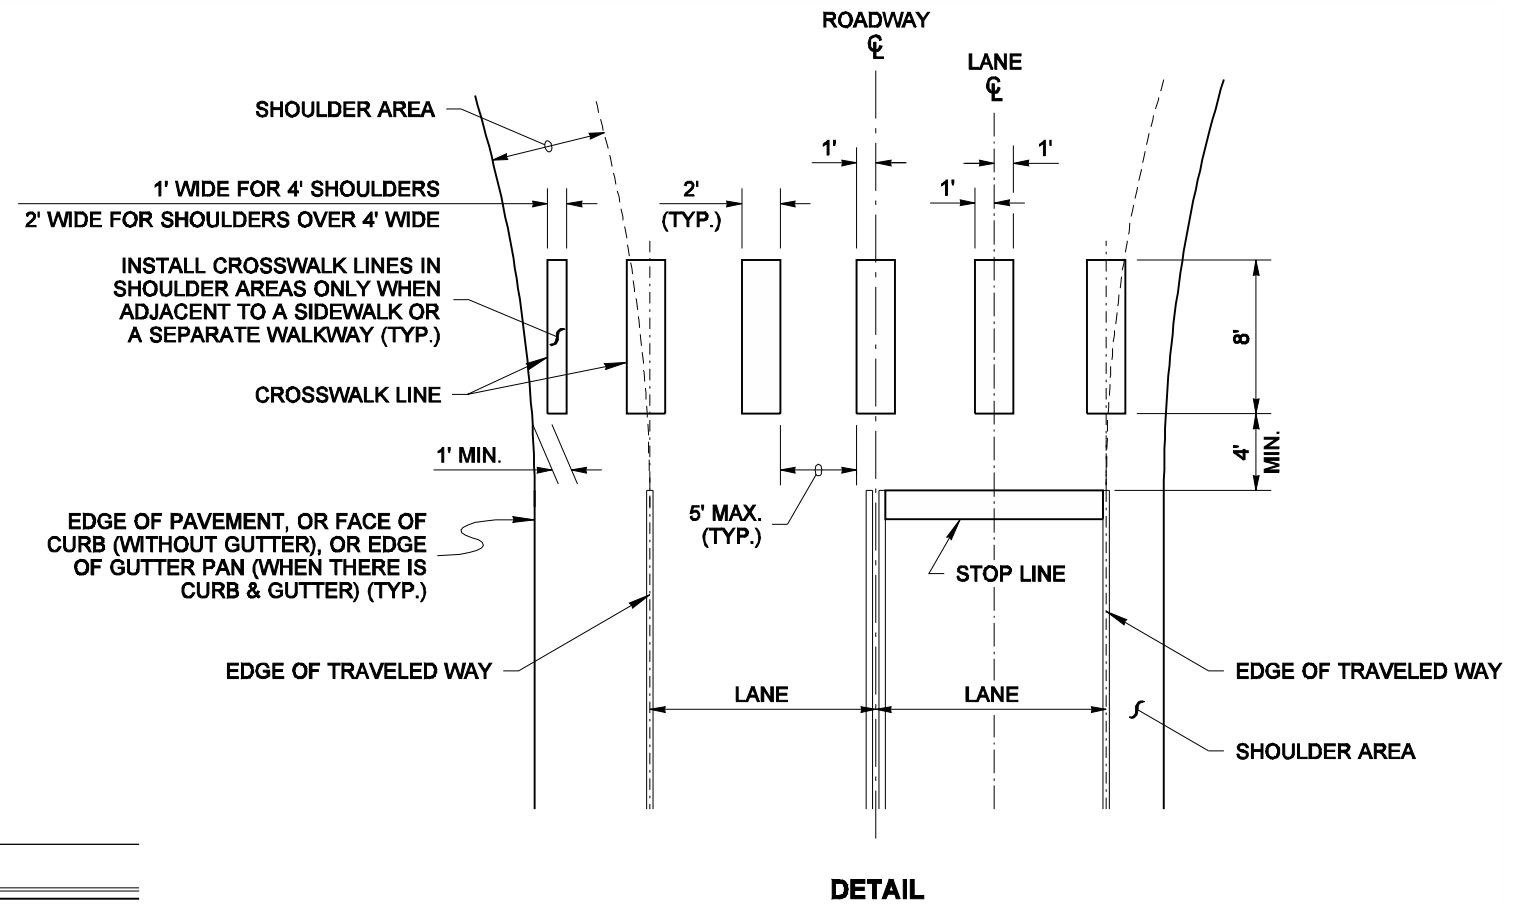 ROADWAY
℄
LANE
℄
SHOULDER AREA
1'
1'
1' WIDE FOR 4' SHOULDERS
2' WIDE FOR SHOULDERS OVER 4' WIDE
2'
(TYP.)
1'
INSTALL CROSSWALK LINES IN
SHOULDER AREAS ONLY WHEN
ADJACENT TO A SIDEWALK OR
A SEPARATE WALKWAY (TYP.)
8'
CROSSWALK LINE
1' MIN.
4'
MIN.
5' MAX.
(TYP.)
EDGE OF PAVEMENT, OR FACE OF
CURB (WITHOUT GUTTER), OR EDGE
OF GUTTER PAN (WHEN THERE IS
CURB & GUTTER) (TYP.)
STOP LINE
EDGE OF TRAVELED WAY
EDGE OF TRAVELED WAY
LANE
LANE
SHOULDER AREA
DETAIL